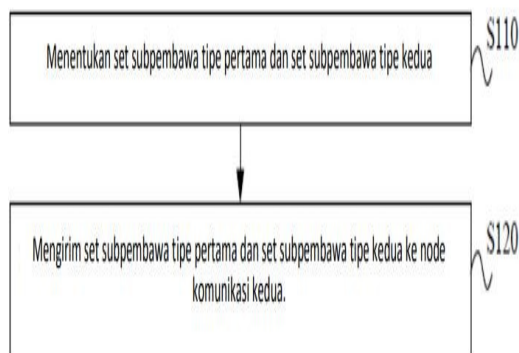 Menentukan set subpembawa tipe pertama dan set subpembawa tipe kedua
S110
Mengirim set subpembawa tipe pertama dan set subpembawa tipe kedua ke node
komunikasi kedua.
S120